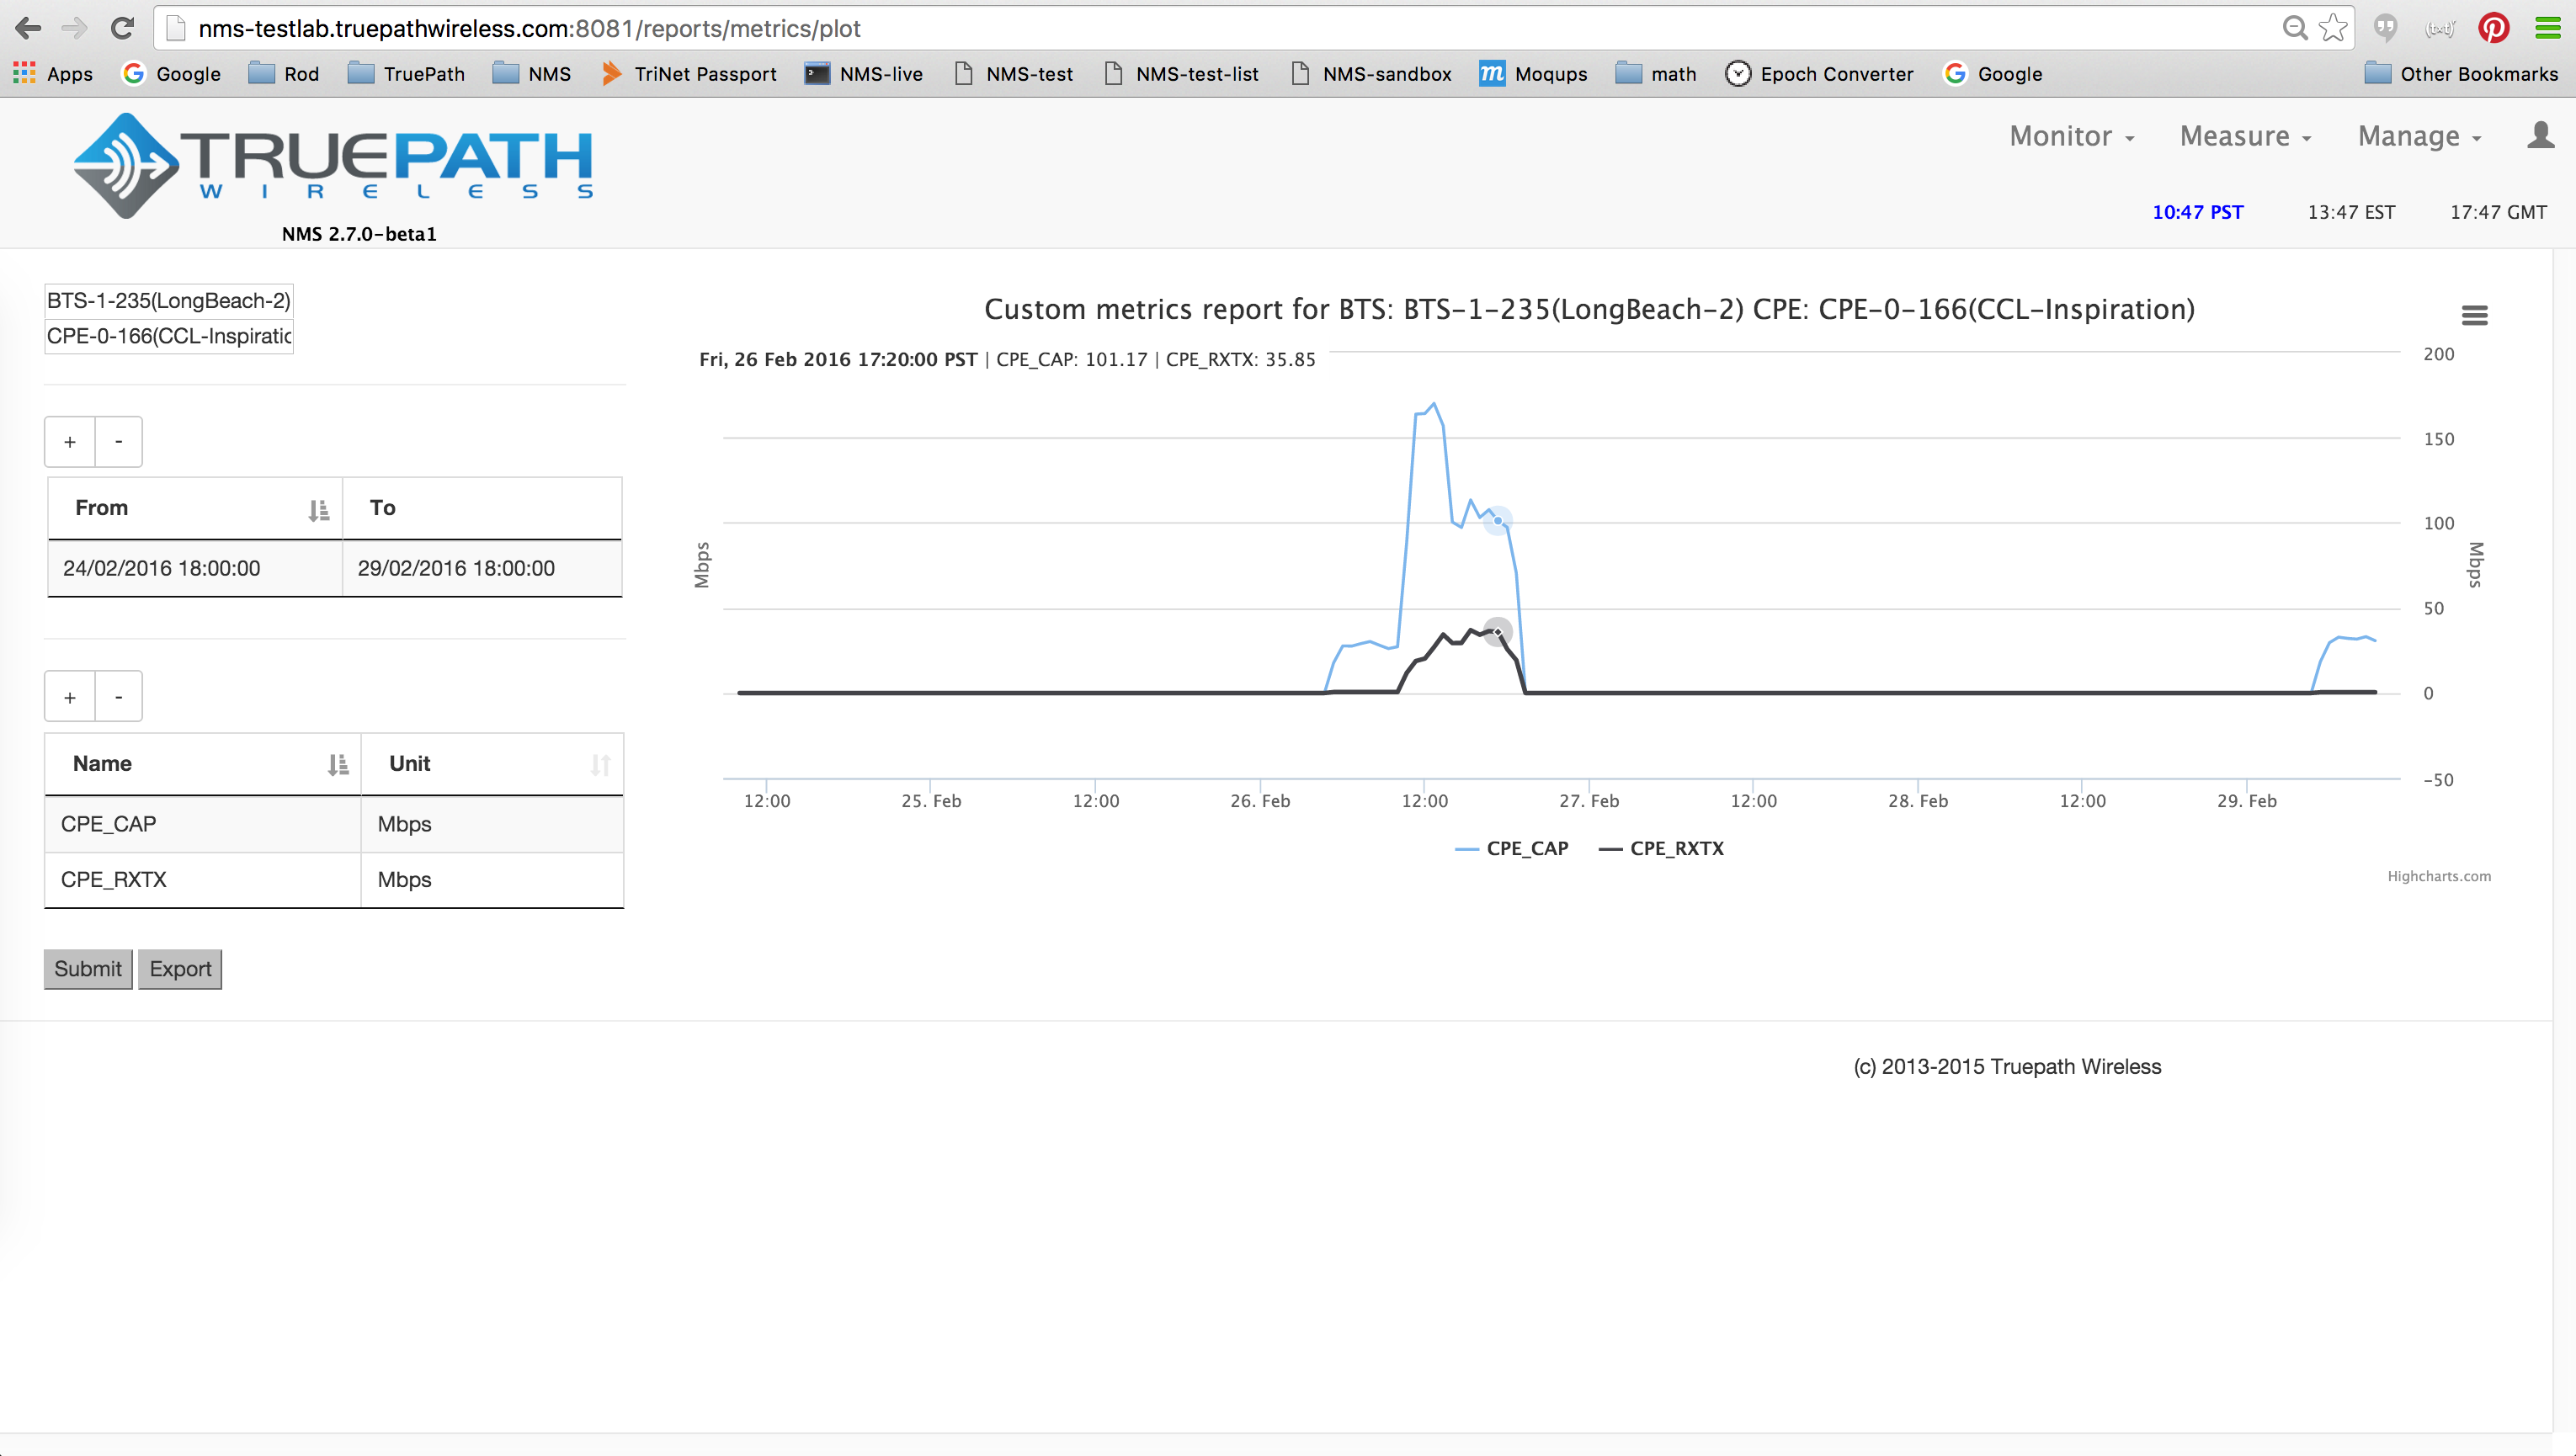 nms-testlab.truepathwireless.com:8081/reports/metrics/plot
Apps Google Rod TruePath NMS TriNet Passport NMS-live NMS-test NMS-test-list NMS-sandbox Moqups math Epoch Converter Google Other Bookmarks
TRUEPATH
WIRELESS
NMS 2.7.0-beta1
Monitor Measure Manage
10:47 PST 13:47 EST 17:47 GMT
BTS-1-235(LongBeach-2)
CPE-0-166(CCL-Inspiratic
+ -
From To
24/02/2016 18:00:00 29/02/2016 18:00:00
+ -
Name Unit
CPE_CAP Mbps
CPE_RXTX Mbps
Submit Export
Custom metrics report for BTS: BTS-1-235(LongBeach-2) CPE: CPE-0-166(CCL-Inspiration)
Fri, 26 Feb 2016 17:20:00 PST | CPE_CAP: 101.17 | CPE_RXTX: 35.85
200
150
100
50
0
-50
Mbps
Mbps
12:00 25. Feb 12:00 26. Feb 12:00 27. Feb 12:00 28. Feb 12:00 29. Feb
CPE_CAP CPE_RXTX
Highcharts.com
(c) 2013-2015 Truepath Wireless